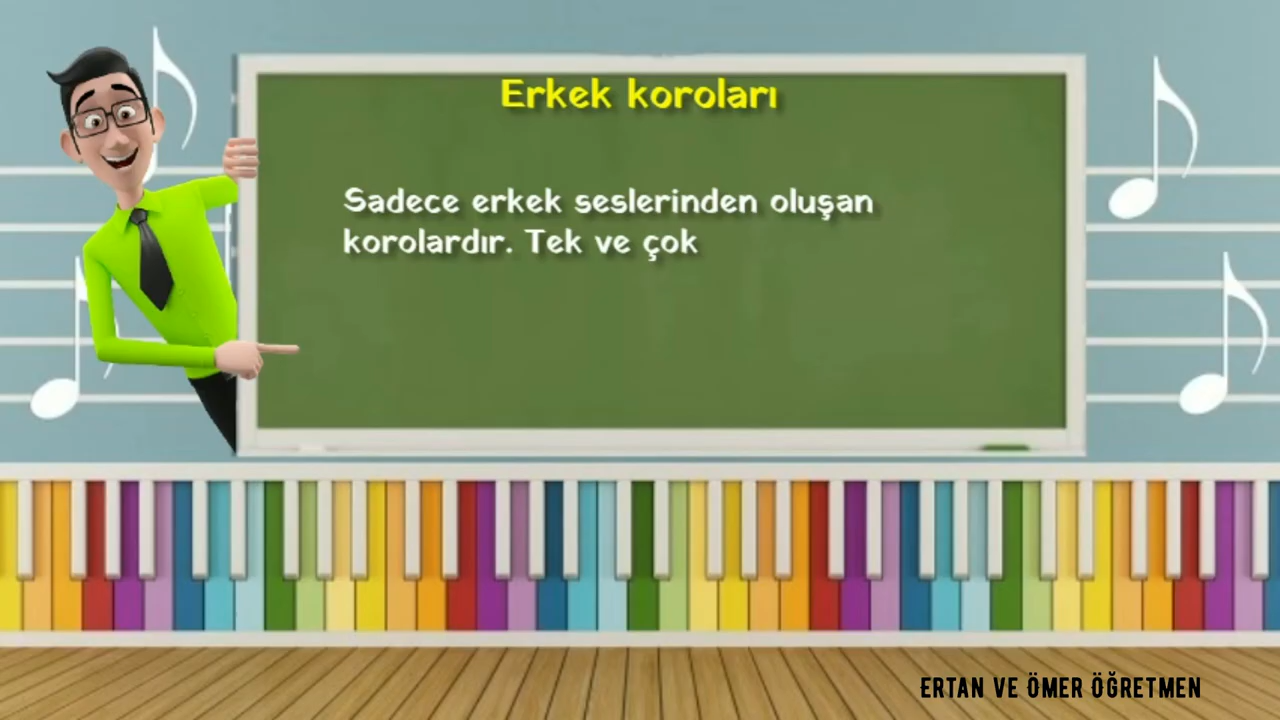 Erkek koroları
Sadece erkek seslerinden oluşan
korolardır. Tek ve çok
ERTAN VE ÖMER ÖĞRETMEN